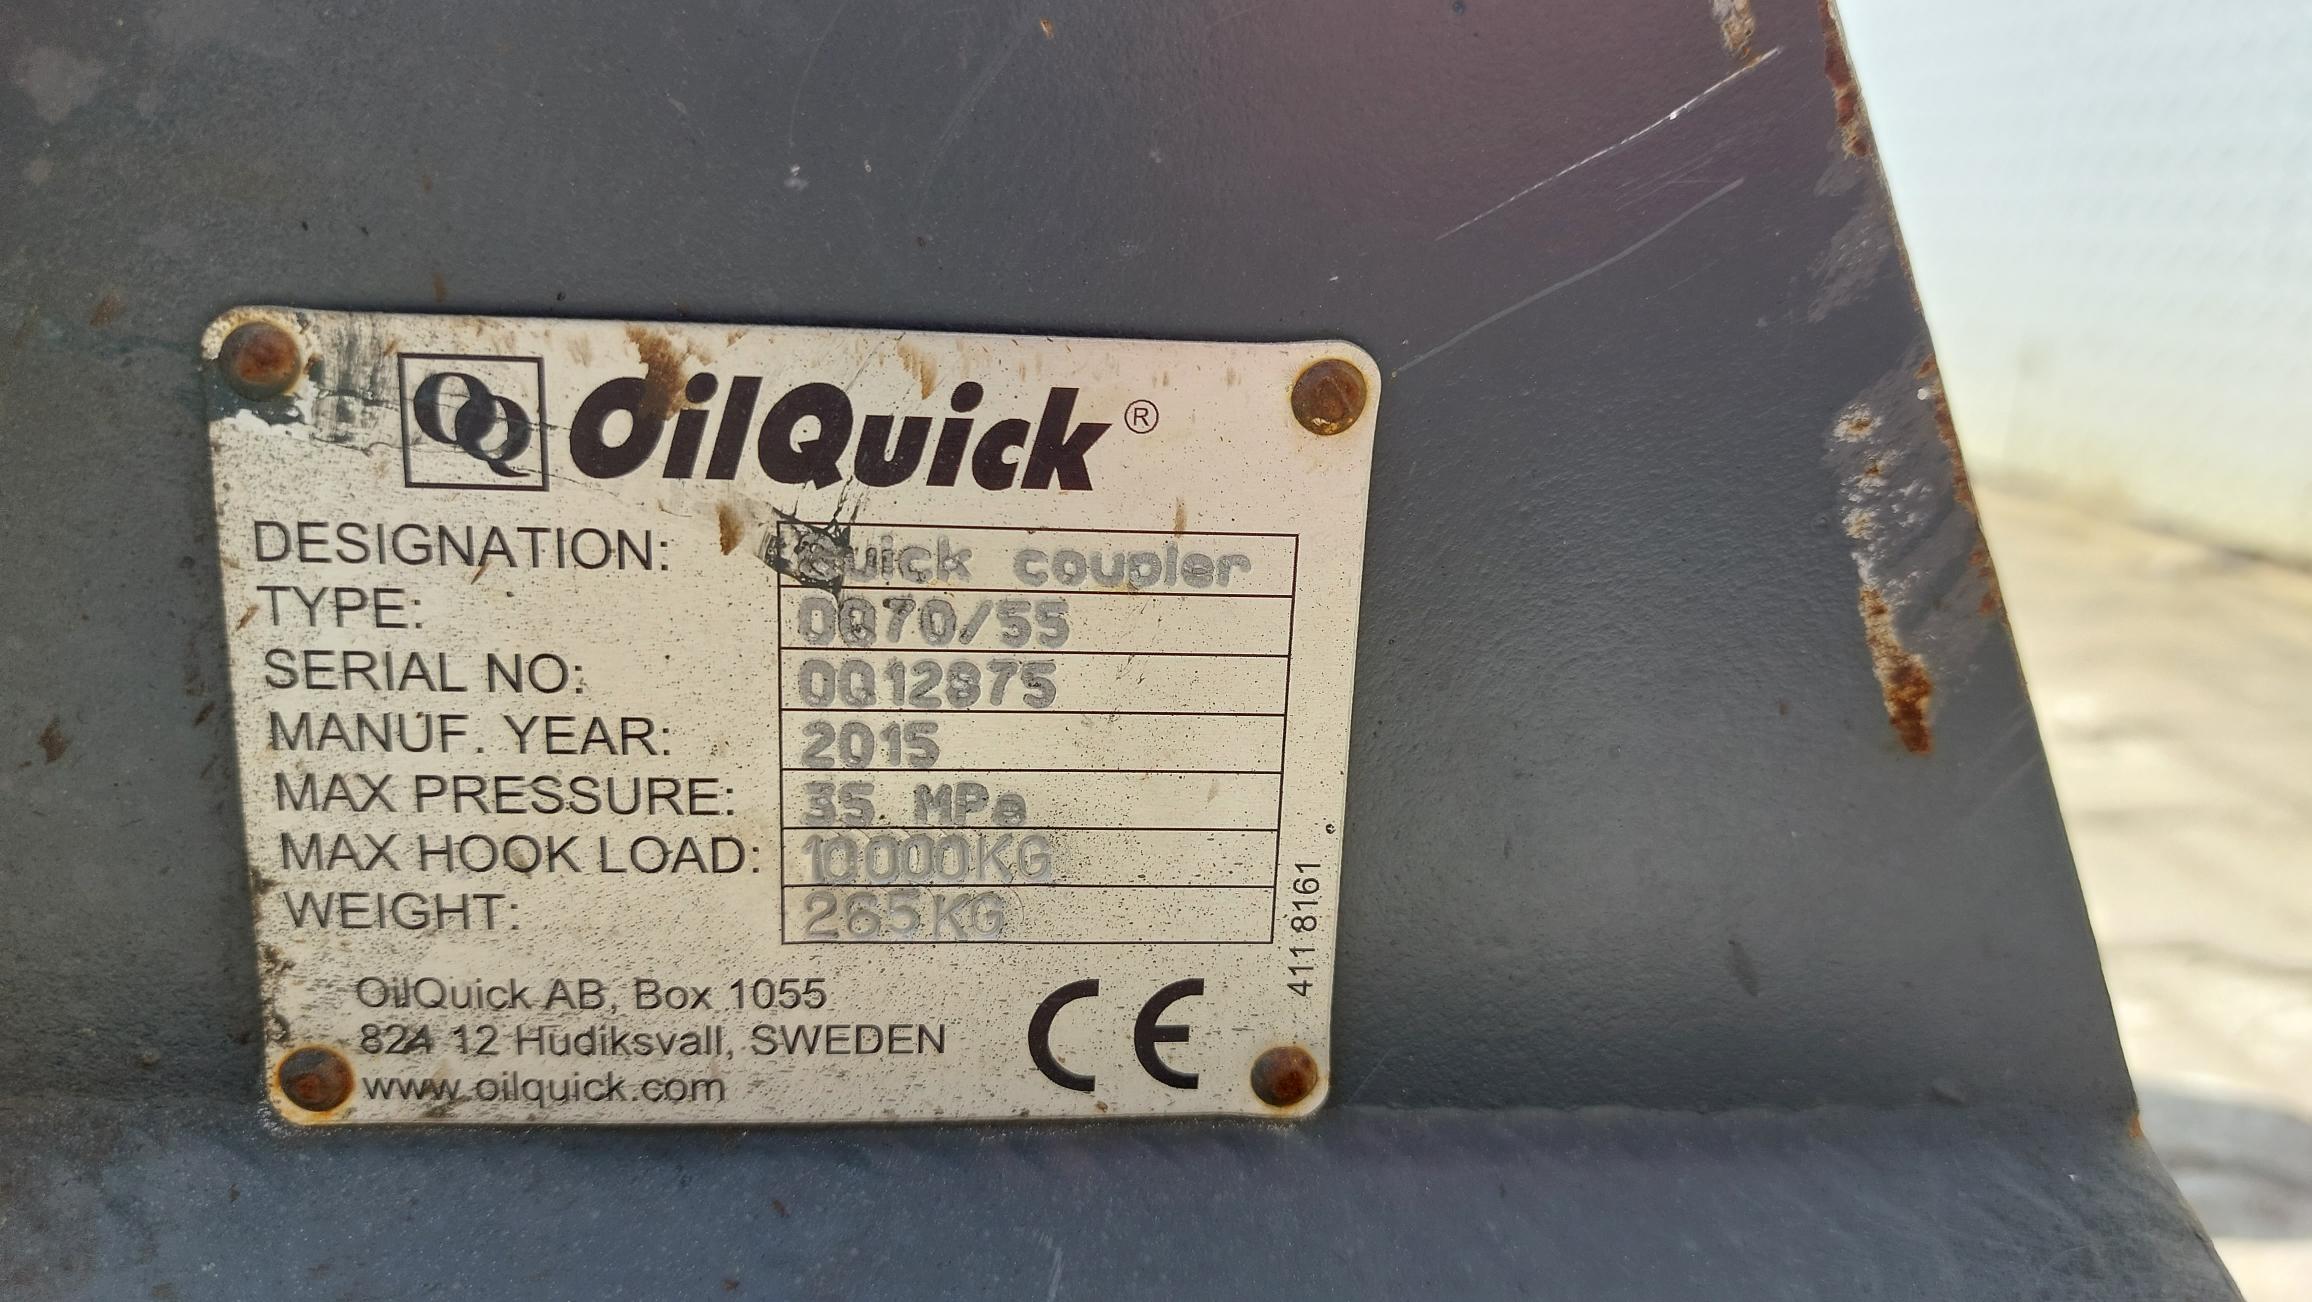 OQ OilQuick®
DESIGNATION: Quick coupler
TYPE: OQ70/55
SERIAL NO: OQ12875
MANUF. YEAR: 2015
MAX PRESSURE: 35 MPa
MAX HOOK LOAD: 10000KG
WEIGHT: 265KG
411 8161
OilQuick AB, Box 1055
824 12 Hudiksvall, SWEDEN
www.oilquick.com
CE